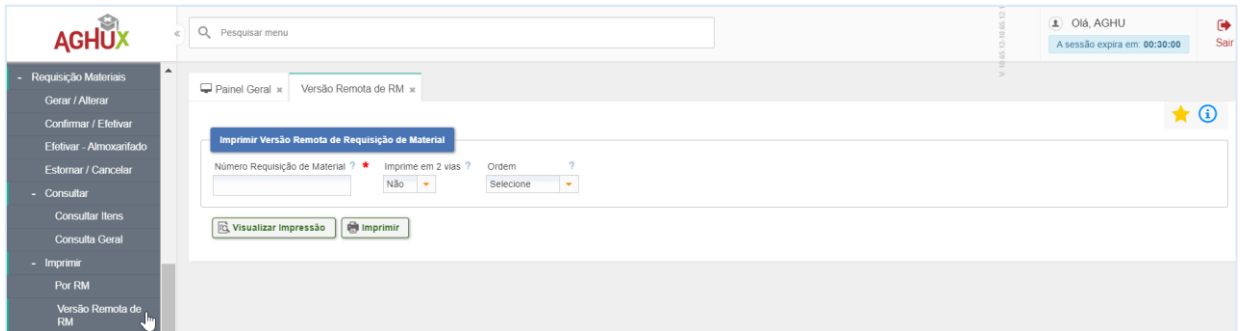 AGHUX
«
Pesquisar menu
Olá, AGHU
A sessão expira em: 00:30:00
Sair
- Requisição Materiais
Gerar / Alterar
Confirmar / Efetivar
Efetivar - Almoxarifado
Estornar / Cancelar
- Consultar
Consultar Itens
Consulta Geral
- Imprimir
Por RM
Versão Remota de
RM
Painel Geral ×
Versão Remota de RM ×
Imprimir Versão Remota de Requisição de Material
Número Requisição de Material ? * Imprime em 2 vias ? Ordem ?
Não Selecione
Visualizar Impressão Imprimir